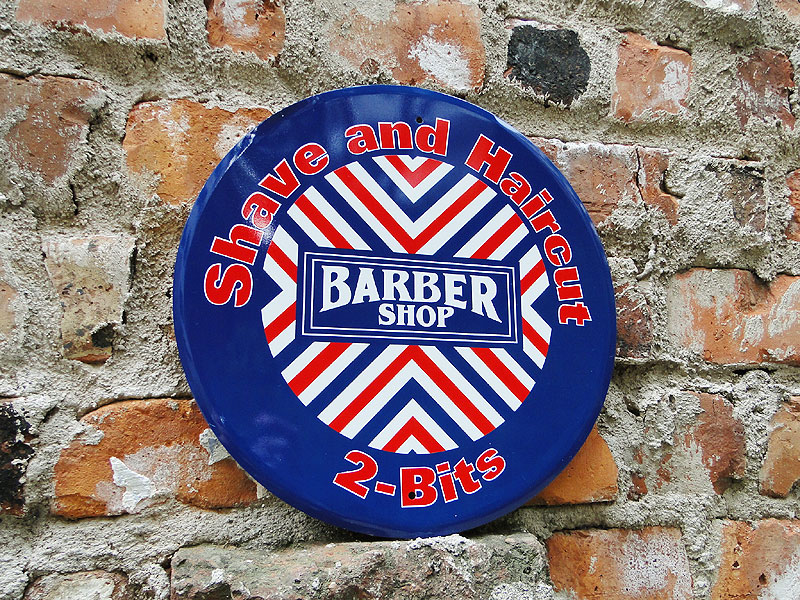 Shave and Haircut
BARBER
SHOP
2-Bits